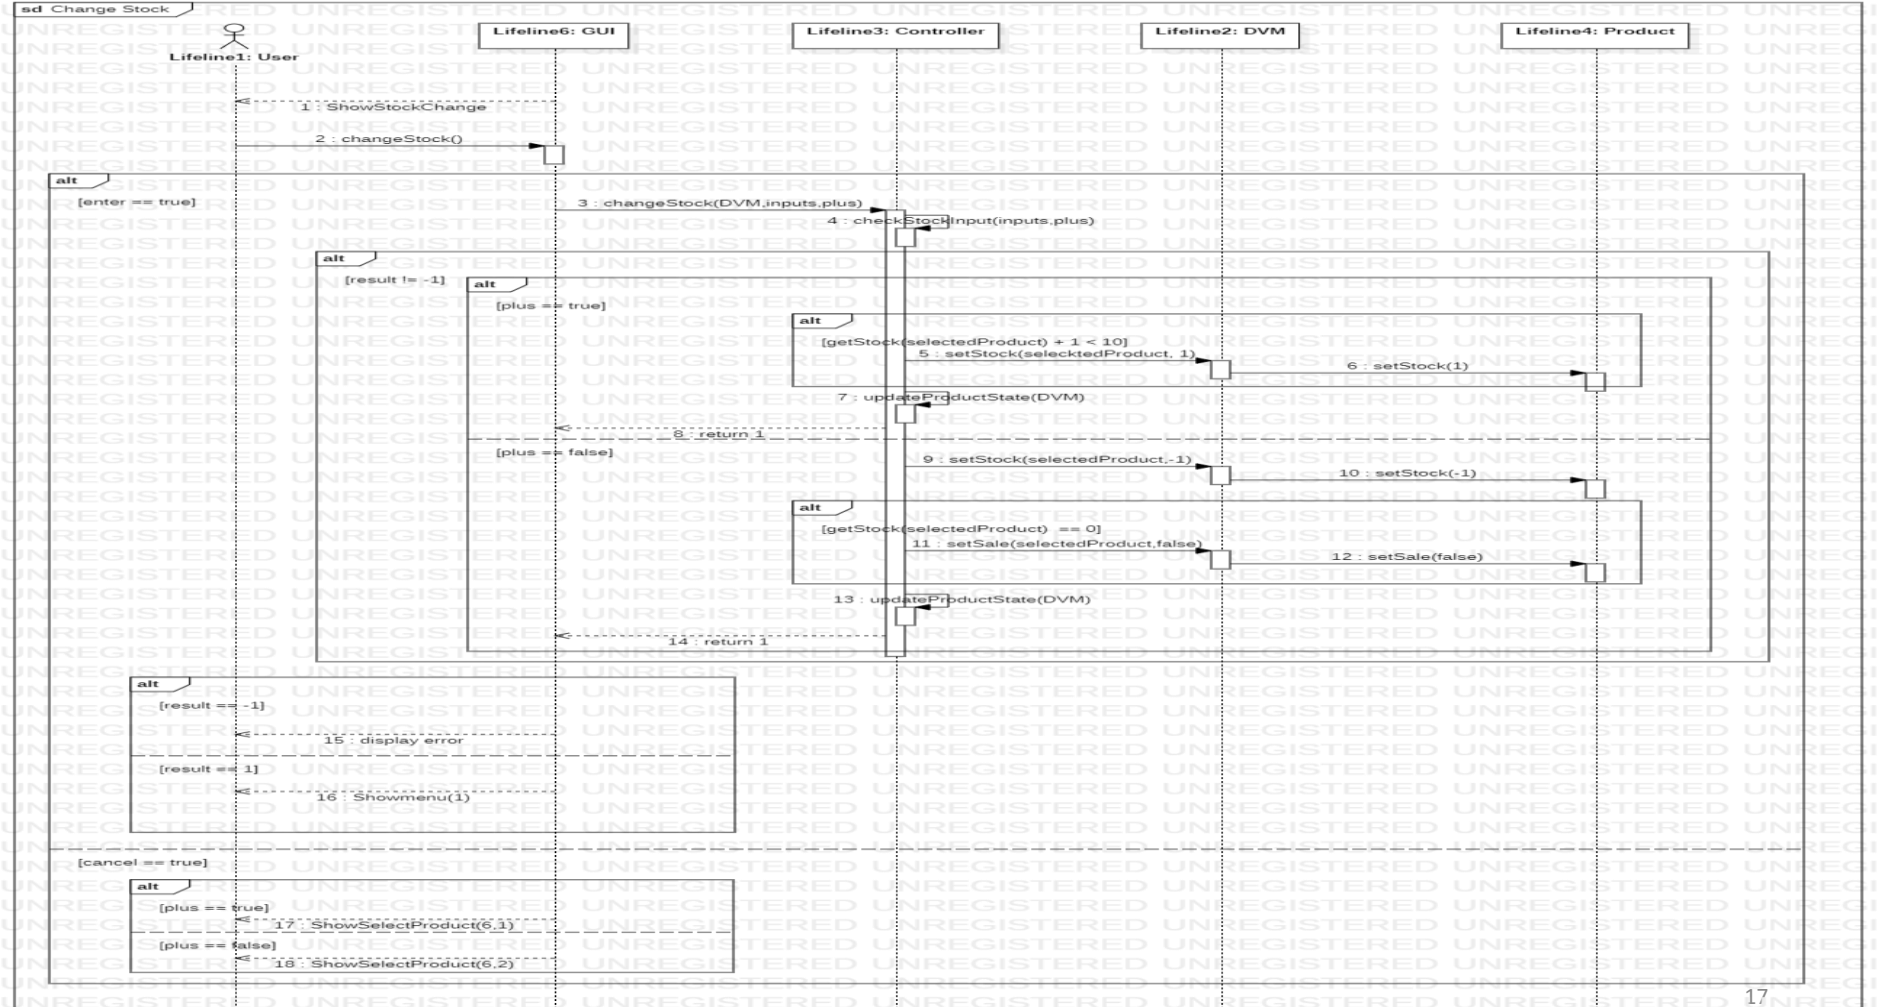 sd Change Stock
Lifeline1: User
Lifeline6: GUI
Lifeline3: Controller
Lifeline2: DVM
Lifeline4: Product
1 : ShowStockChange
2 : changeStock()
alt
[enter == true]
3 : changeStock(DVM,inputs,plus)
4 : checkStockInput(inputs,plus)
alt
[result != -1]
alt
[plus == true]
alt
[getStock(selectedProduct) + 1 < 10]
5 : setStock(selecktedProduct, 1)
6 : setStock(1)
7 : updateProductState(DVM)
8 : return 1
[plus == false]
9 : setStock(selectedProduct,-1)
10 : setStock(-1)
alt
[getStock(selectedProduct) == 0]
11 : setSale(selectedProduct,false)
12 : setSale(false)
13 : updateProductState(DVM)
14 : return 1
alt
[result == -1]
15 : display error
[result == 1]
16 : Showmenu(1)
[cancel == true]
alt
[plus == true]
17 : ShowSelectProduct(6,1)
[plus == false]
18 : ShowSelectProduct(6,2)
17
UNREGISTERED